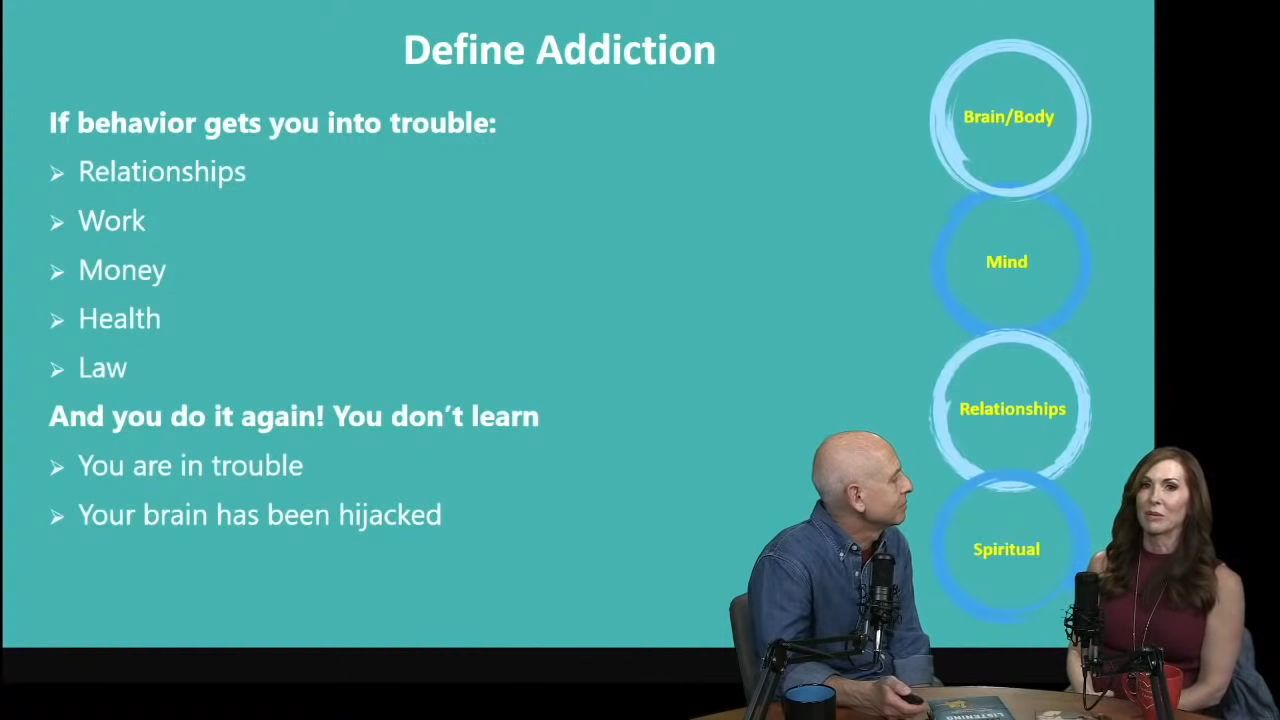 Define Addiction
If behavior gets you into trouble:
Relationships
Work
Money
Health
Law
And you do it again! You don't learn
You are in trouble
Your brain has been hijacked
Brain/Body
Mind
Relationships
Spiritual
LISTENING